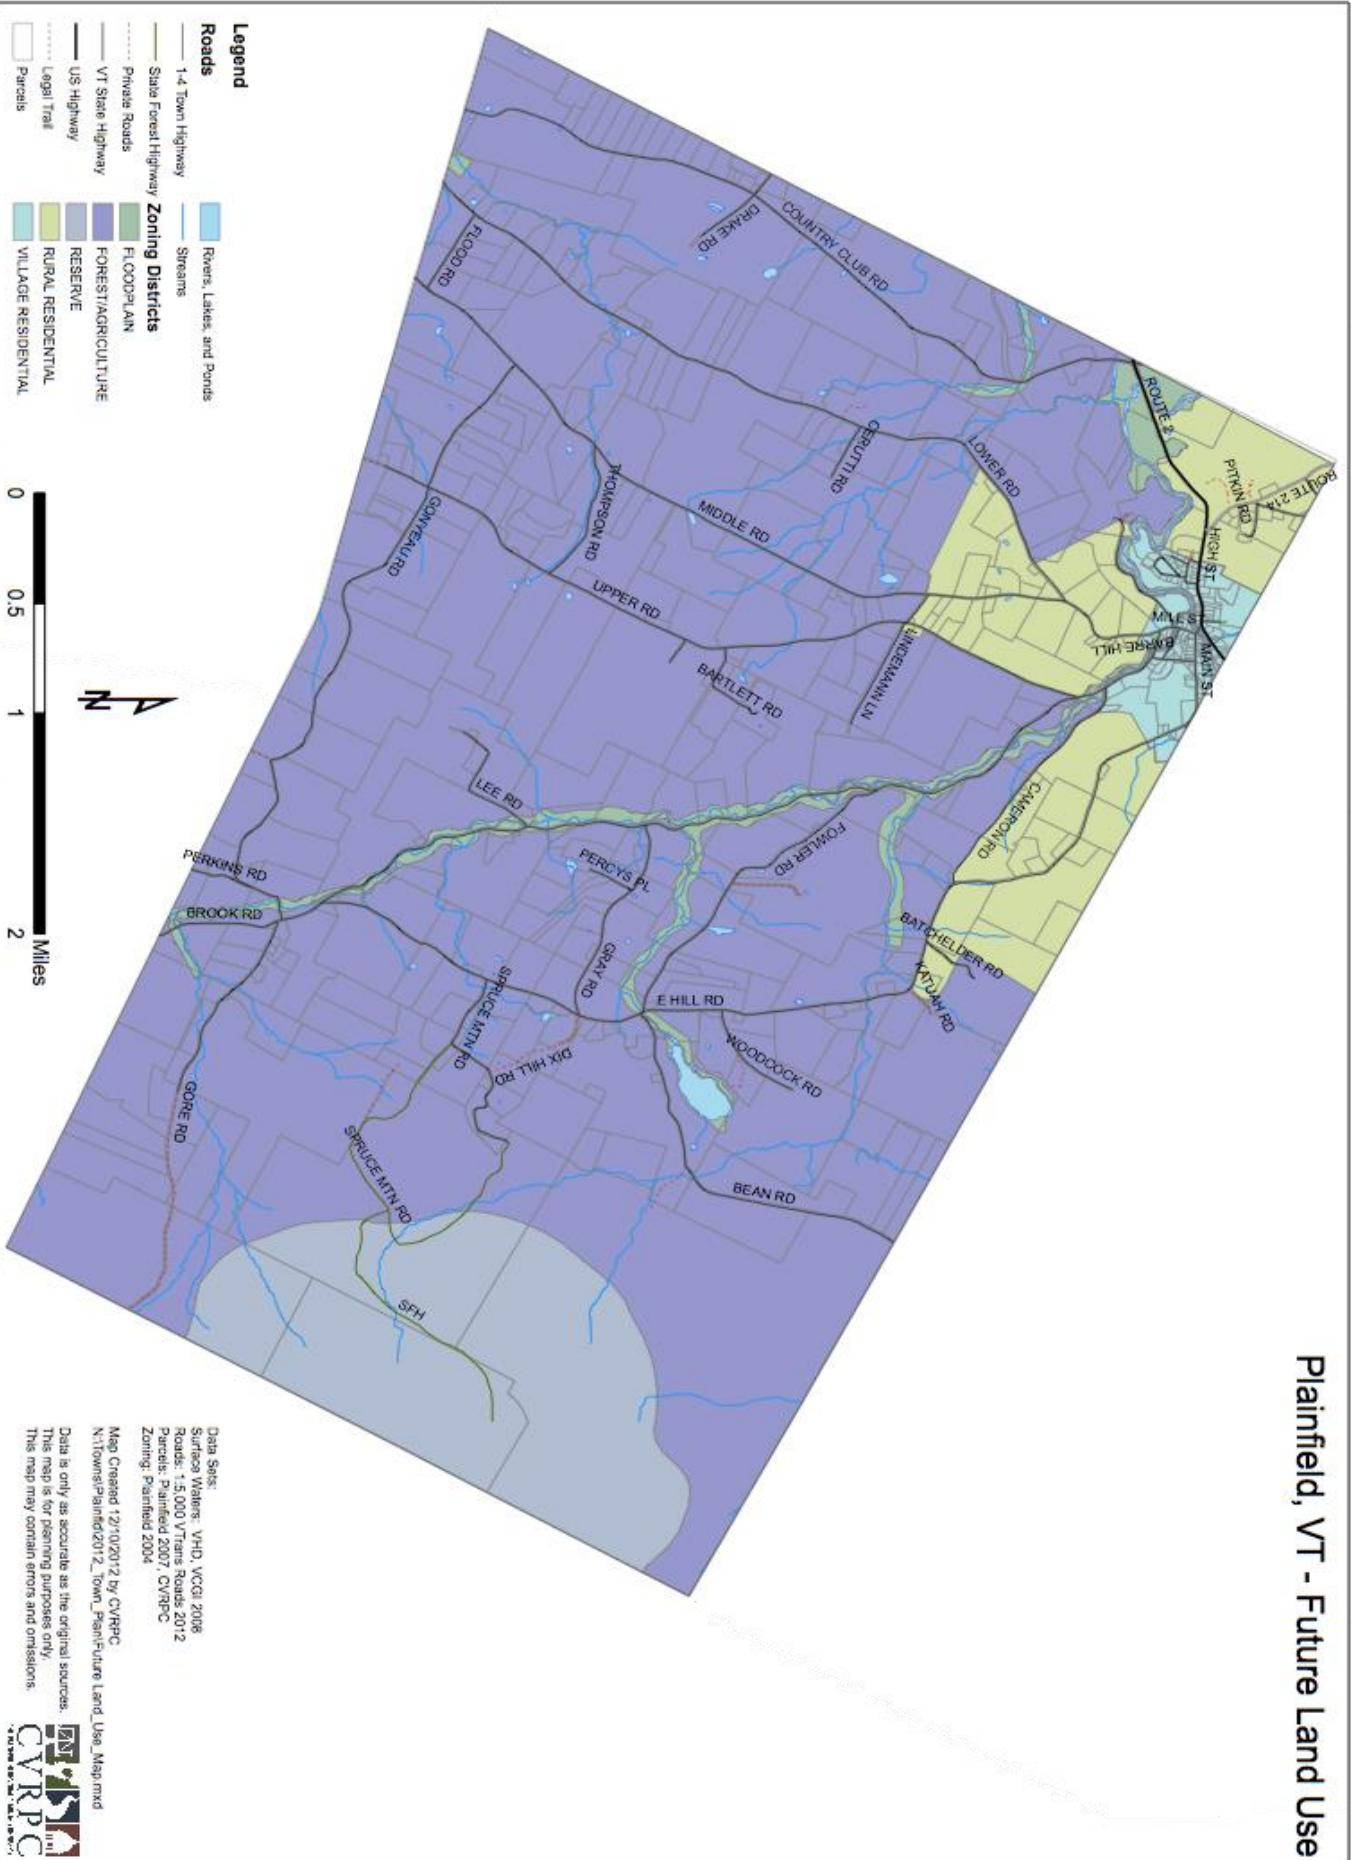 Plainfield, VT - Future Land Use
ROUTE 214
PITKIN RD
ROUTE 2
HIGH ST
MAIN ST
BARRE HILL
LOWER RD
COUNTRY CLUB RD
DRAKE RD
FLOOD RD
CERUTTI RD
MIDDLE RD
THOMPSON RD
GONYEAU RD
UPPER RD
LINDEMANN LN
BARTLETT RD
CAMERON RD
LEE RD
FOWLER RD
PERCYS PL
PERKINS RD
BROOK RD
BATCHELDER RD
KATUAH RD
GRAY RD
E HILL RD
SPRUCE MTN RD
DIX HILL RD
WOODCOCK RD
GORE RD
SPRUCE MTN RD
BEAN RD
SFH
Legend
Roads
1-4 Town Highway
State Forest Highway
Private Roads
VT State Highway
US Highway
Legal Trail
Parcels
Rivers, Lakes, and Ponds
Streams
Zoning Districts
FLOODPLAIN
FOREST/AGRICULTURE
RESERVE
RURAL RESIDENTIAL
VILLAGE RESIDENTIAL
0 0.5 1 2
Miles
N
Data Sets:
Surface Waters: VHD, VCGI 2008
Roads: 1:5,000 VTrans Roads 2012
Parcels: Plainfield 2007, CVRPC
Zoning: Plainfield 2004
Map Created 12/10/2012 by CVRPC
N:\Towns\Plainfld\2012_Town_Plan\Future Land_Use_Map.mxd
Data is only as accurate as the original sources.
This map is for planning purposes only.
This map may contain errors and omissions.
CVRPC